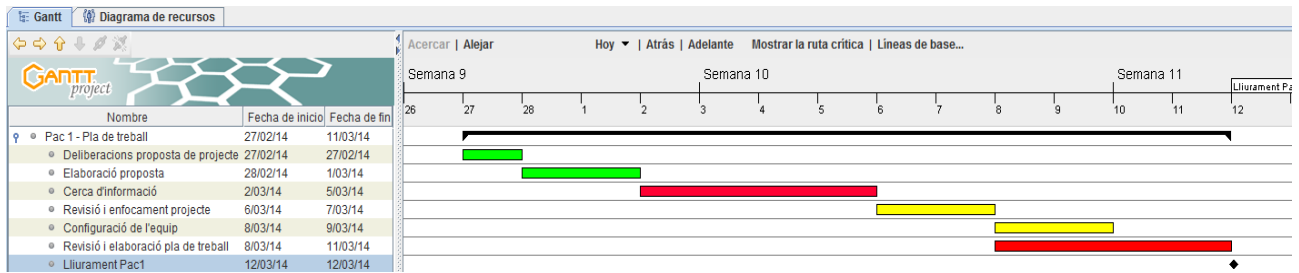 Gantt Diagrama de recursos
Acercar | Alejar Hoy | Atrás | Adelante Mostrar la ruta crítica | Líneas de base...
GANTT
project
Semana 9 Semana 10 Semana 11
Lliurament Pa
26 27 28 1 2 3 4 5 6 7 8 9 10 11 12
Nombre Fecha de inicio Fecha de fin
Pac 1 - Pla de treball 27/02/14 11/03/14
Deliberacions proposta de projecte 27/02/14 27/02/14
Elaboració proposta 28/02/14 1/03/14
Cerca d'informació 2/03/14 5/03/14
Revisió i enfocament projecte 6/03/14 7/03/14
Configuració de l'equip 8/03/14 9/03/14
Revisió i elaboració pla de treball 8/03/14 11/03/14
Lliurament Pac1 12/03/14 12/03/14